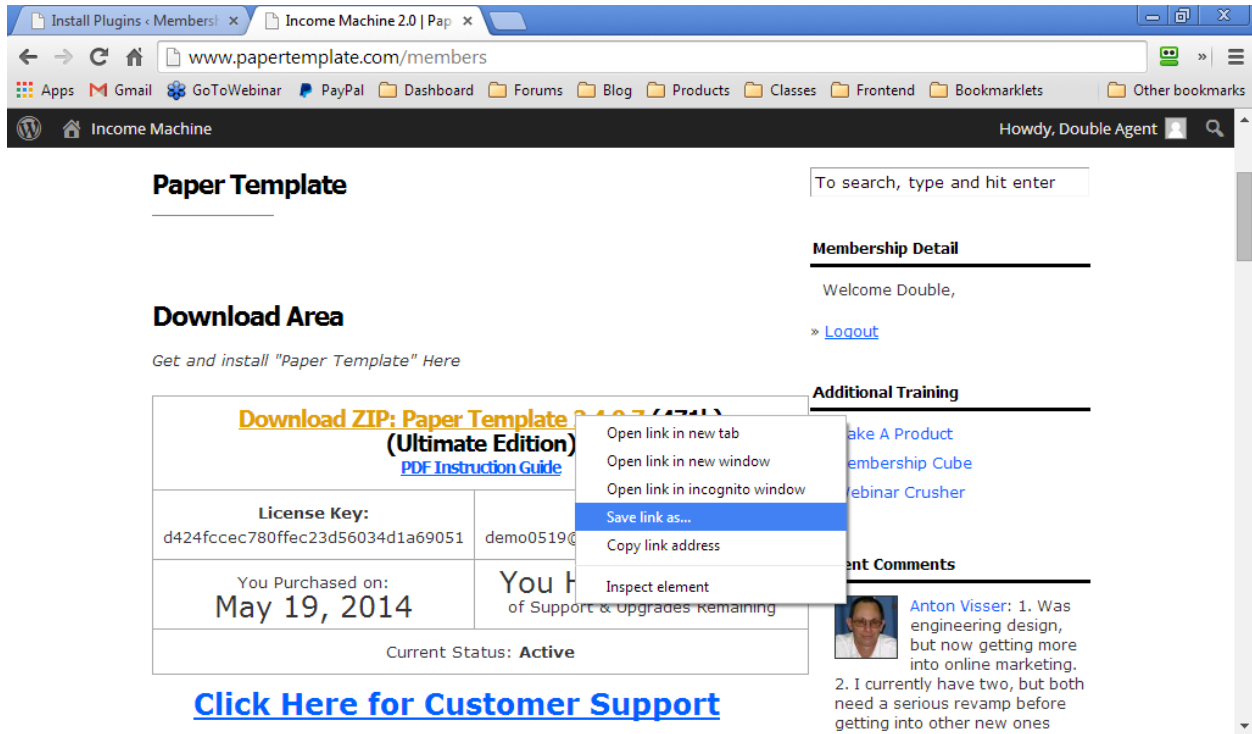 Install Plugins ‹ Membersh
Income Machine 2.0 | Pap
www.papertemplate.com/members
Apps Gmail GoToWebinar PayPal Dashboard Forums Blog Products Classes Frontend Bookmarklets Other bookmarks
Income Machine
Howdy, Double Agent
Paper Template
Download Area
Get and install "Paper Template" Here
Download ZIP: Paper Template
(Ultimate Edition)
PDF Instruction Guide
License Key:
d424fccec780ffec23d56034d1a69051
demo0519@
You Purchased on:
May 19, 2014
You H
of Support & Upgrades Remaining
Current Status: Active
Click Here for Customer Support
Open link in new tab
Open link in new window
Open link in incognito window
Save link as...
Copy link address
Inspect element
To search, type and hit enter
Membership Detail
Welcome Double,
» Logout
Additional Training
ake A Product
embership Cube
ebinar Crusher
ent Comments
Anton Visser: 1. Was
engineering design,
but now getting more
into online marketing.
2. I currently have two, but both
need a serious revamp before
getting into other new ones